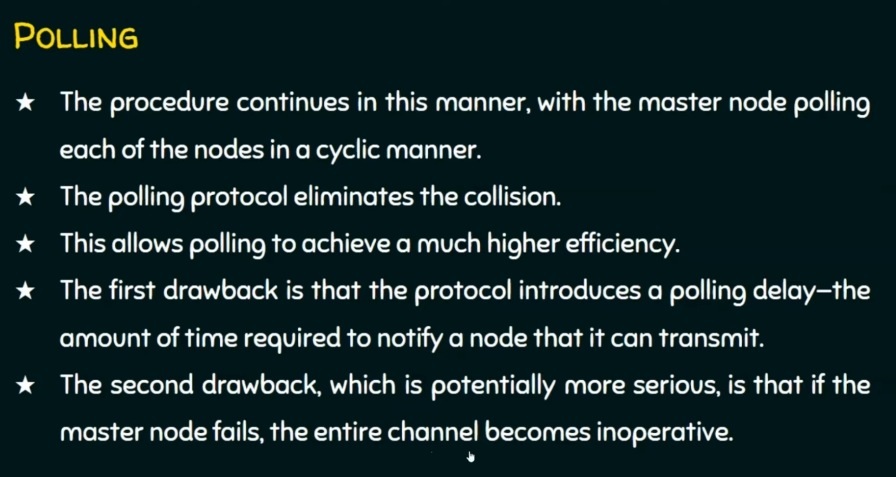 POLLING
★ The procedure continues in this manner, with the master node polling
each of the nodes in a cyclic manner.
★ The polling protocol eliminates the collision.
★ This allows polling to achieve a much higher efficiency.
★ The first drawback is that the protocol introduces a polling delay—the
amount of time required to notify a node that it can transmit.
★ The second drawback, which is potentially more serious, is that if the
master node fails, the entire channel becomes inoperative.